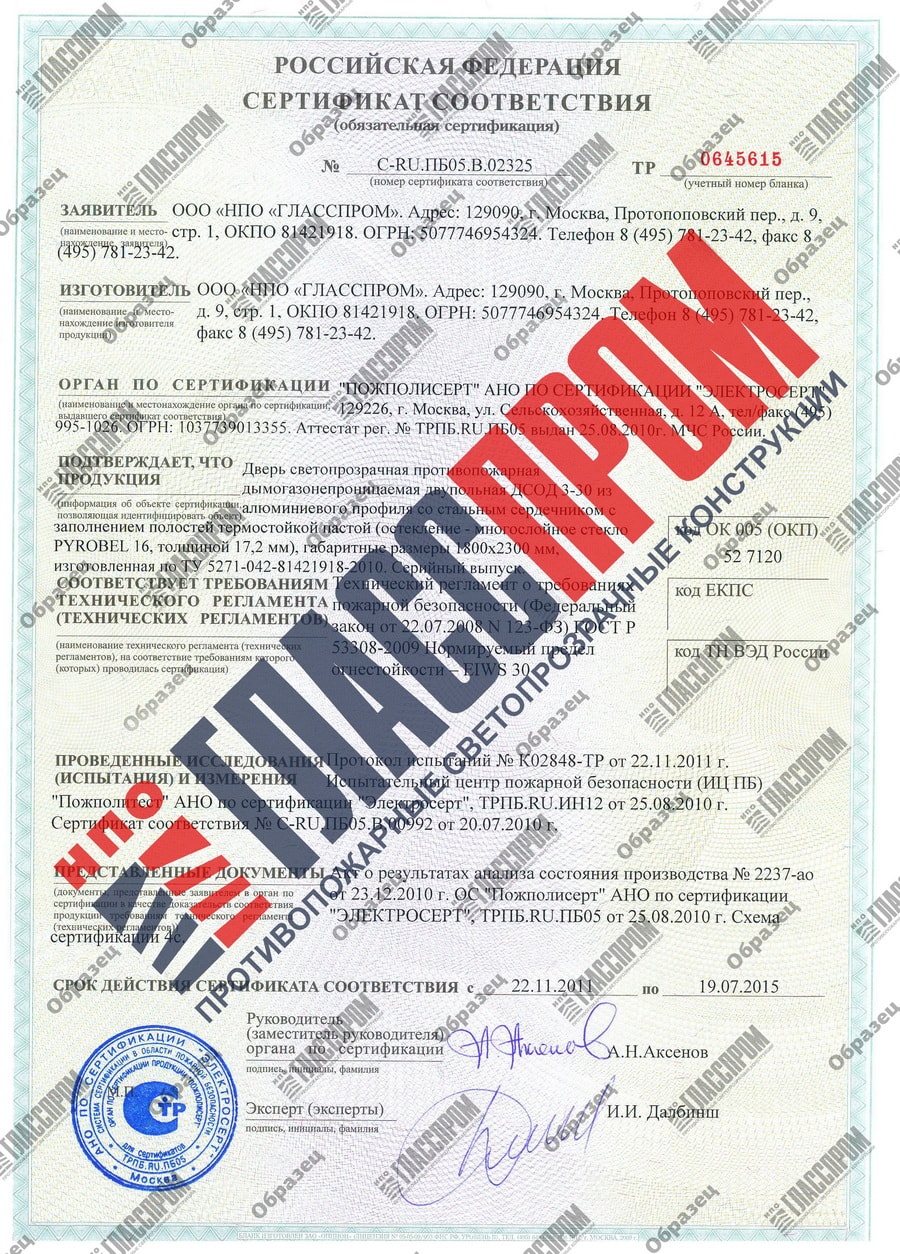 РОССИЙСКАЯ ФЕДЕРАЦИЯ
СЕРТИФИКАТ СООТВЕТСТВИЯ
(обязательная сертификация)
№ C-RU.ПБ05.В.02325
(номер сертификата соответствия)
ТР 0645615
(учетный номер бланка)
ЗАЯВИТЕЛЬ ООО «НПО «ГЛАССПРОМ». Адрес: 129090, г. Москва, Протопоповский пер., д. 9,
(наименование и место-
нахождение, заявителя) стр. 1, ОКПО 81421918. ОГРН: 5077746954324. Телефон 8 (495) 781-23-42, факс 8
(495) 781-23-42.
ИЗГОТОВИТЕЛЬ ООО «НПО «ГЛАССПРОМ». Адрес: 129090, г. Москва, Протопоповский пер.,
(наименование и место-
нахождение изготовителя
продукции)
д. 9, стр. 1, ОКПО 81421918, ОГРН: 5077746954324, Телефон 8 (495) 781-23-42,
факс 8 (495) 781-23-42.
ОРГАН ПО СЕРТИФИКАЦИИ "ПОЖПОЛИСЕРТ" АНО ПО СЕРТИФИКАЦИИ "ЭЛЕКТРОСЕРТ"
(наименование и местонахождение органа по сертификации,
выдавшего сертификат соответствия)
129226, г. Москва, ул. Сельскохозяйственная, д. 12 А, тел/факс (495)
995-1026, ОГРН: 1037739013355. Аттестат рег. № ТРПБ.RU.ПБ05 выдан 25.08.2010г. МЧС России.
ПОДТВЕРЖДАЕТ, ЧТО
ПРОДУКЦИЯ
(информация об объекте сертификации,
позволяющая идентифицировать объект)
Дверь светопрозрачная противопожарная
дымогазонепроницаемая двупольная ДСОД 3-30 из
алюминиевого профиля со стальным сердечником с
заполнением полостей термостойкой пастой (остекление - многослойное стекло
PYROBEL 16, толщиной 17,2 мм), габаритные размеры 1800x2300 мм,
изготовленная по ТУ 5271-042-81421918-2010. Серийный выпуск.
код ОК 005 (ОКП)
52 7120
код ЕКПС
код ТН ВЭД России
СООТВЕТСТВУЕТ ТРЕБОВАНИЯМ
ТЕХНИЧЕСКОГО РЕГЛАМЕНТА
(ТЕХНИЧЕСКИХ РЕГЛАМЕНТОВ)
(наименование технического регламента (технических
регламентов), на соответствие требованиям которого
(которых) проводилась сертификация)
Технический регламент о требованиях
пожарной безопасности (Федеральный
закон от 22.07.2008 N 123-ФЗ) ГОСТ Р
53308-2009 Нормируемый предел
огнестойкости – EIWS 30
ПРОВЕДЕННЫЕ ИССЛЕДОВАНИЯ
(ИСПЫТАНИЯ) И ИЗМЕРЕНИЯ
Протокол испытаний № К02848-ТР от 22.11.2011 г.
Испытательный центр пожарной безопасности (ИЦ ПБ)
"Пожполитест" АНО по сертификации "Электросерт", ТРПБ.RU.ИН12 от 25.08.2010 г.
Сертификат соответствия № C-RU.ПБ05.В.00992 от 20.07.2010 г.
ПРЕДСТАВЛЕННЫЕ ДОКУМЕНТЫ
(документы, представленные заявителем в орган по
сертификации в качестве доказательств соответствия
продукции требованиям технического регламента
(технических регламентов))
Акт о результатах анализа состояния производства № 2237-ао
от 23.12.2010 г. ОС "Пожполисерт" АНО по сертификации
"ЭЛЕКТРОСЕРТ", ТРПБ.RU.ПБ05 от 25.08.2010 г. Схема
сертификации 4с.
СРОК ДЕЙСТВИЯ СЕРТИФИКАТА СООТВЕТСТВИЯ с 22.11.2011 по 19.07.2015
Руководитель
(заместитель руководителя)
органа по сертификации
подпись, инициалы, фамилия
А.Н.Аксенов
Эксперт (эксперты)
подпись, инициалы, фамилия
И.И. Далбинш
М.П.
АНО ПО СЕРТИФИКАЦИИ "ЭЛЕКТРОСЕРТ"
СИСТЕМА СЕРТИФИКАЦИИ В ОБЛАСТИ ПОЖАРНОЙ БЕЗОПАСНОСТИ
ОРГАН ПО СЕРТИФИКАЦИИ ПРОДУКЦИИ "ПОЖПОЛИСЕРТ"
ТР
для сертификатов
ТРПБ.RU.ПБ05
Москва
НПО ГЛАССПРОМ
ПРОТИВОПОЖАРНЫЕ СВЕТОПРОЗРАЧНЫЕ КОНСТРУКЦИИ
Образец
НПО ГЛАССПРОМ